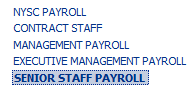 NYSC PAYROLL
CONTRACT STAFF
MANAGEMENT PAYROLL
EXECUTIVE MANAGEMENT PAYROLL
SENIOR STAFF PAYROLL